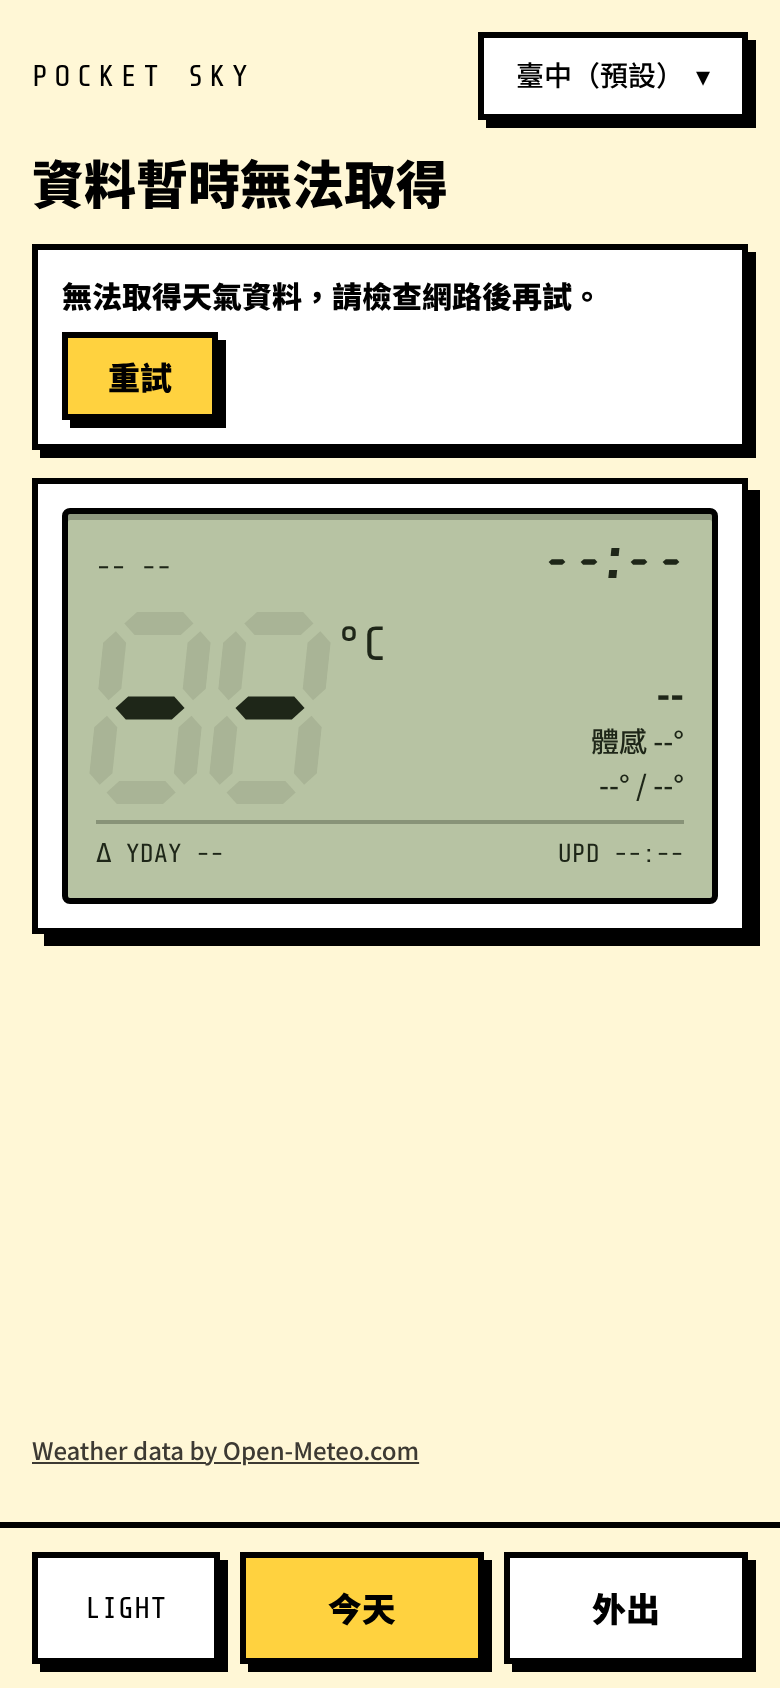 POCKET SKY
臺中（預設） ▼
資料暫時無法取得
無法取得天氣資料，請檢查網路後再試。
重試
-- --
--:--
--
°C
--
體感 --°
--° / --°
Δ YDAY --
UPD --:--
Weather data by Open-Meteo.com
LIGHT
今天
外出